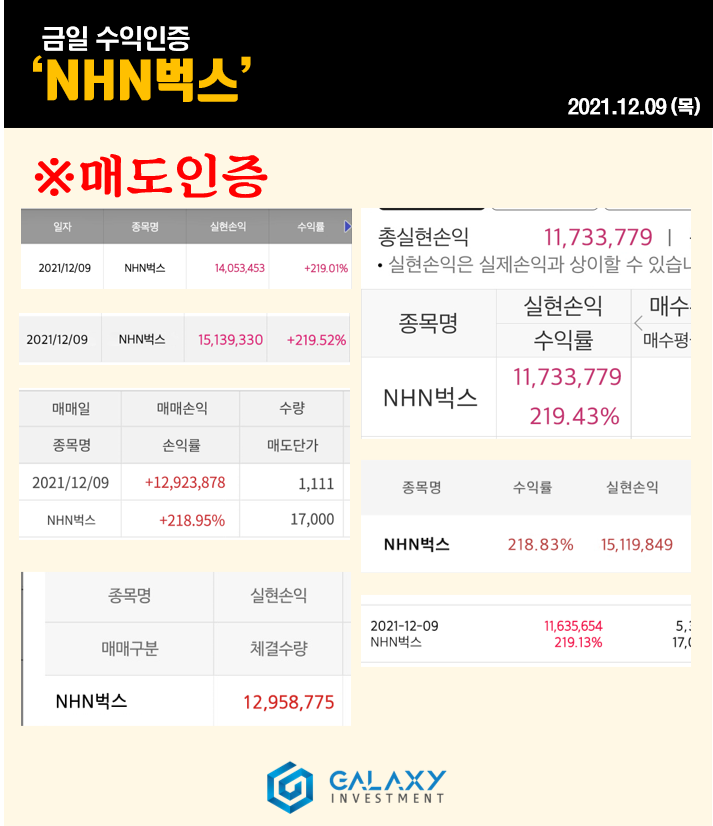 금일 수익인증
‘NHN벅스’
2021.12.09 (목)
※매도인증
일자 종목명 실현손익 수익률
2021/12/09 NHN벅스 14,053,453 +219.01%
2021/12/09 NHN벅스 15,139,330 +219.52%
매매일 매매손익 수량
종목명 손익률 매도단가
2021/12/09 +12,923,878 1,111
NHN벅스 +218.95% 17,000
종목명 실현손익
매매구분 체결수량
NHN벅스 12,958,775
총실현손익 11,733,779
• 실현손익은 실제손익과 상이할 수 있습니
종목명 실현손익 매수
수익률 매수평
NHN벅스 11,733,779
219.43%
종목명 수익률 실현손익
NHN벅스 218.83% 15,119,849
2021-12-09 11,635,654 5,
NHN벅스 219.13% 17,0
GALAXY
INVESTMENT